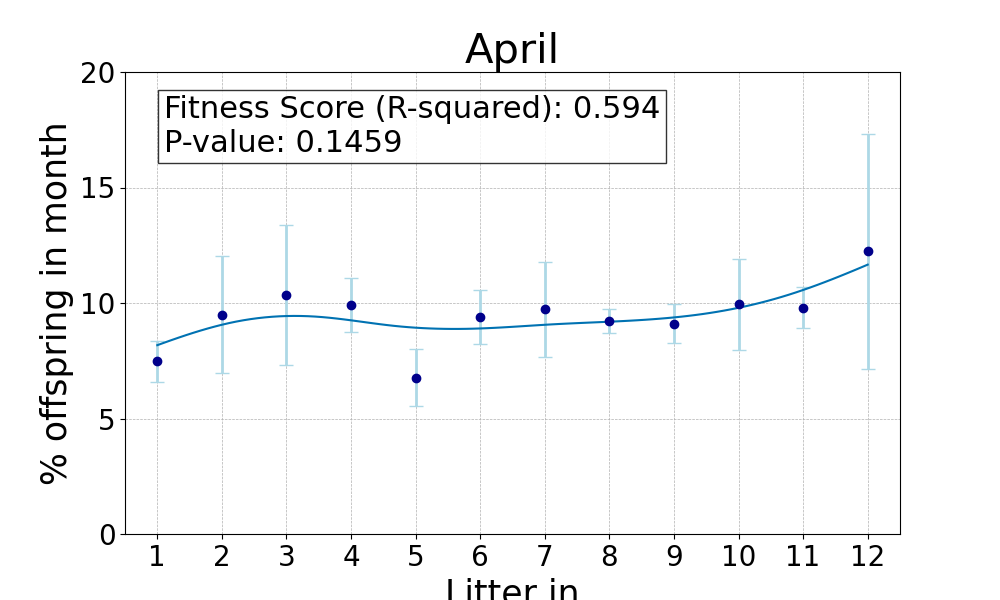 April
Fitness Score (R-squared): 0.594
P-value: 0.1459
% offspring in month
20
15
10
5
0
1 2 3 4 5 6 7 8 9 10 11 12
Litter in